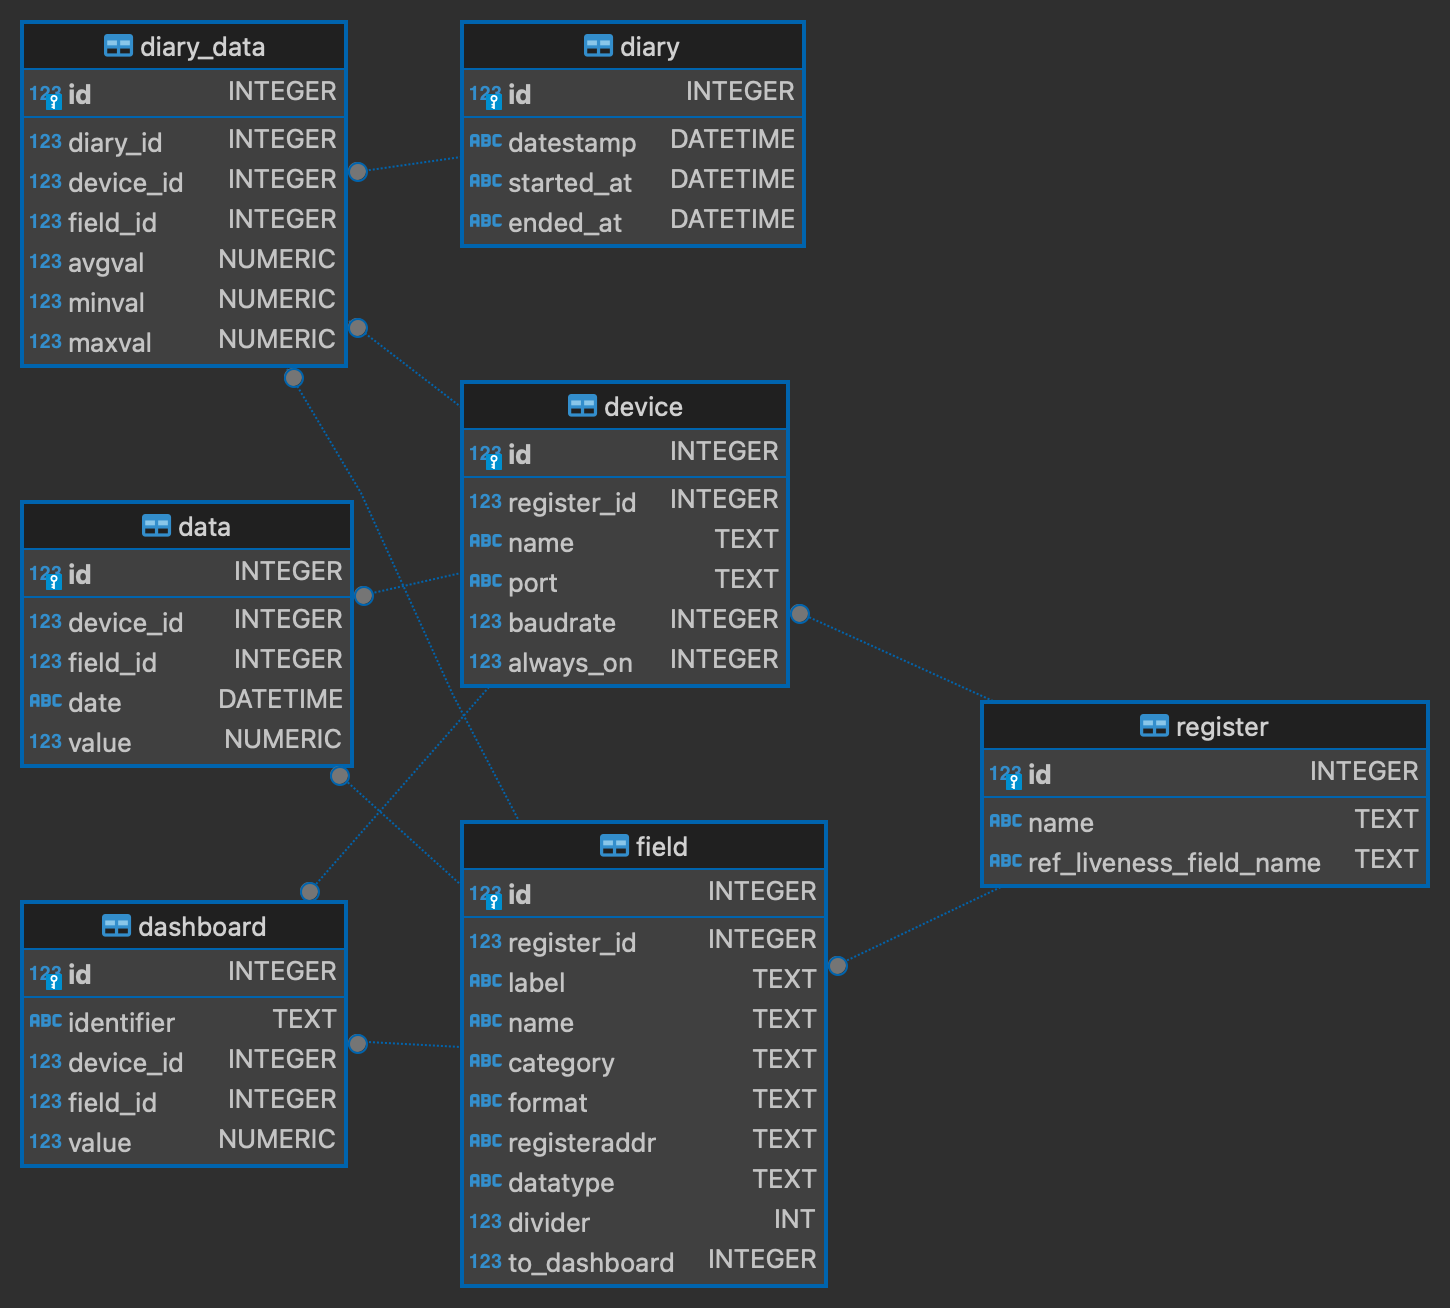 diary_data
123 id INTEGER
123 diary_id INTEGER
123 device_id INTEGER
123 field_id INTEGER
123 avgval NUMERIC
123 minval NUMERIC
123 maxval NUMERIC
diary
123 id INTEGER
ABC datestamp DATETIME
ABC started_at DATETIME
ABC ended_at DATETIME
device
123 id INTEGER
123 register_id INTEGER
ABC name TEXT
ABC port TEXT
123 baudrate INTEGER
123 always_on INTEGER
data
123 id INTEGER
123 device_id INTEGER
123 field_id INTEGER
ABC date DATETIME
123 value NUMERIC
register
123 id INTEGER
ABC name TEXT
ABC ref_liveness_field_name TEXT
field
123 id INTEGER
123 register_id INTEGER
ABC label TEXT
ABC name TEXT
ABC category TEXT
ABC format TEXT
ABC registeraddr TEXT
ABC datatype TEXT
123 divider INT
123 to_dashboard INTEGER
dashboard
123 id INTEGER
ABC identifier TEXT
123 device_id INTEGER
123 field_id INTEGER
123 value NUMERIC